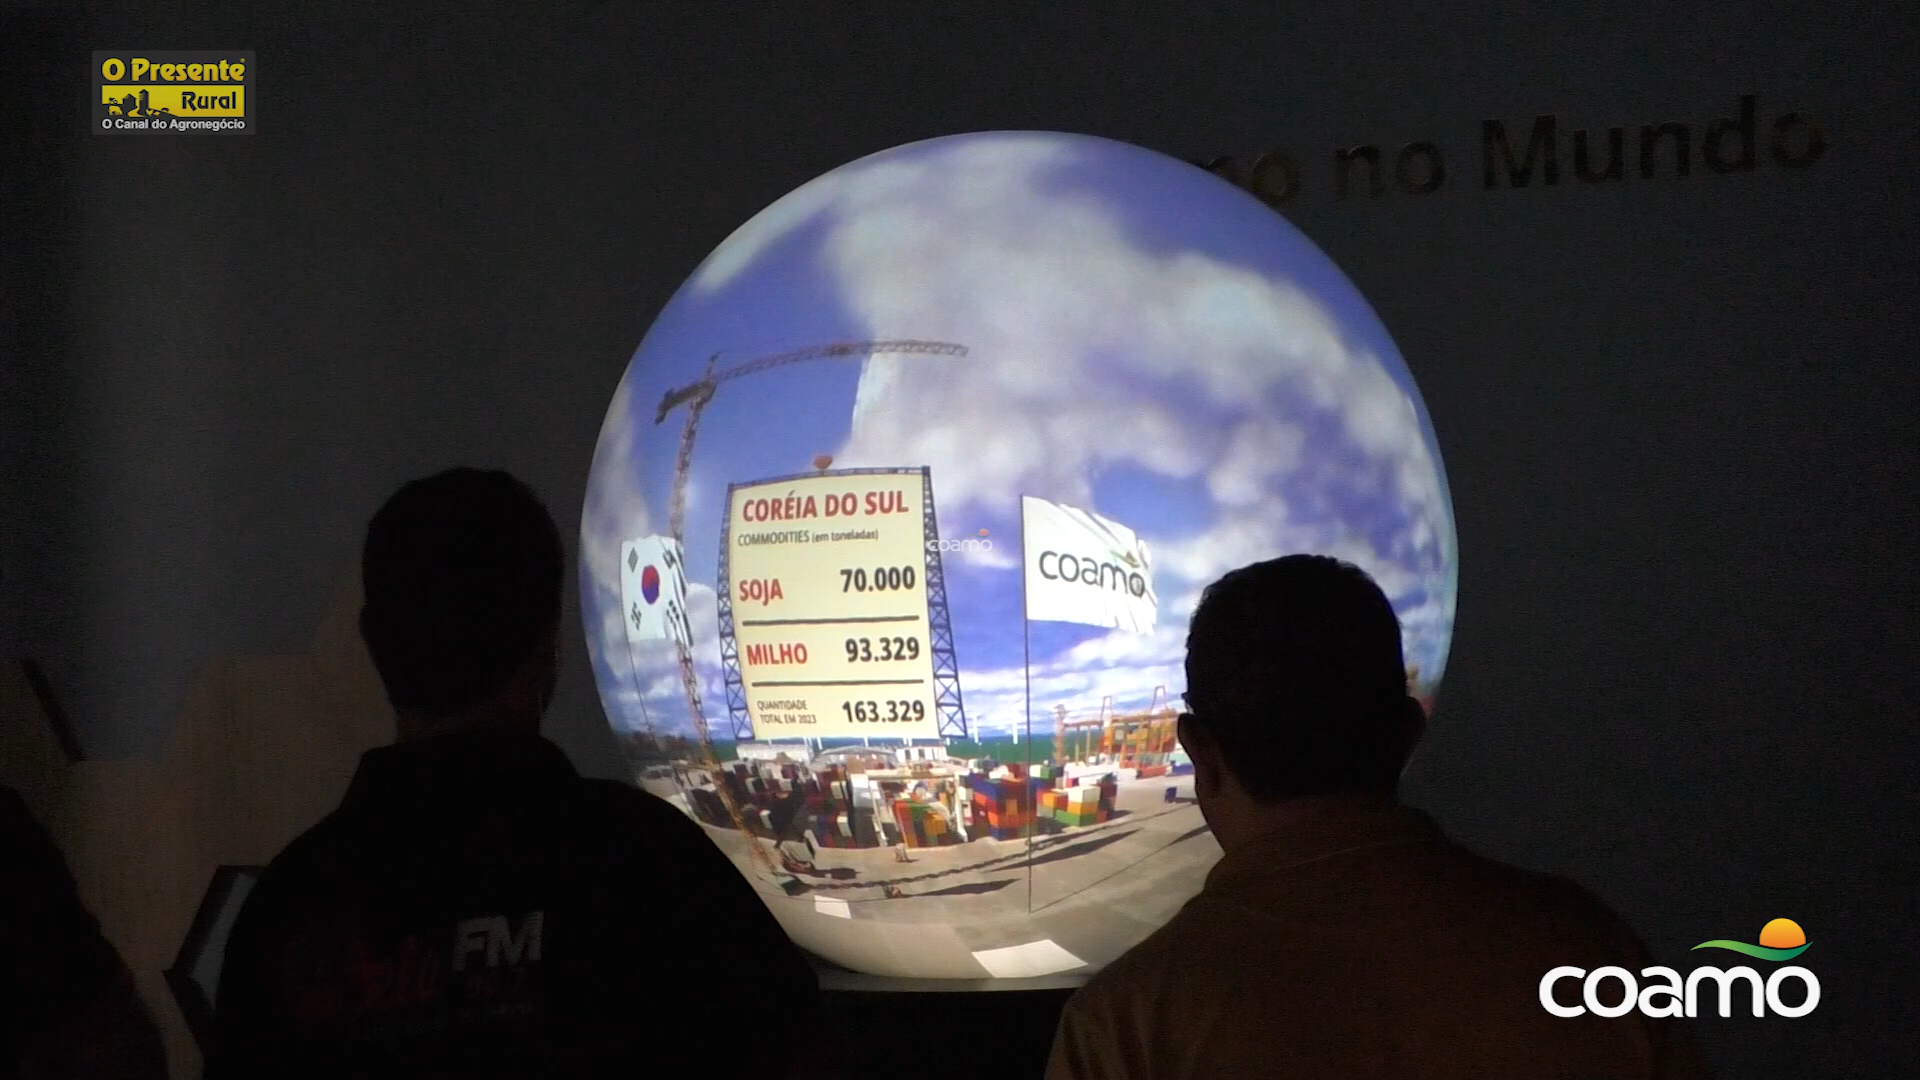 O Presente
Rural
O Canal do Agronegócio
no Mundo
CORÉIA DO SUL
COMMODITIES (em toneladas)
SOJA 70.000
MILHO 93.329
QUANTIDADE
TOTAL EM 2023 163.329
coamo
coamo
FM
coamo